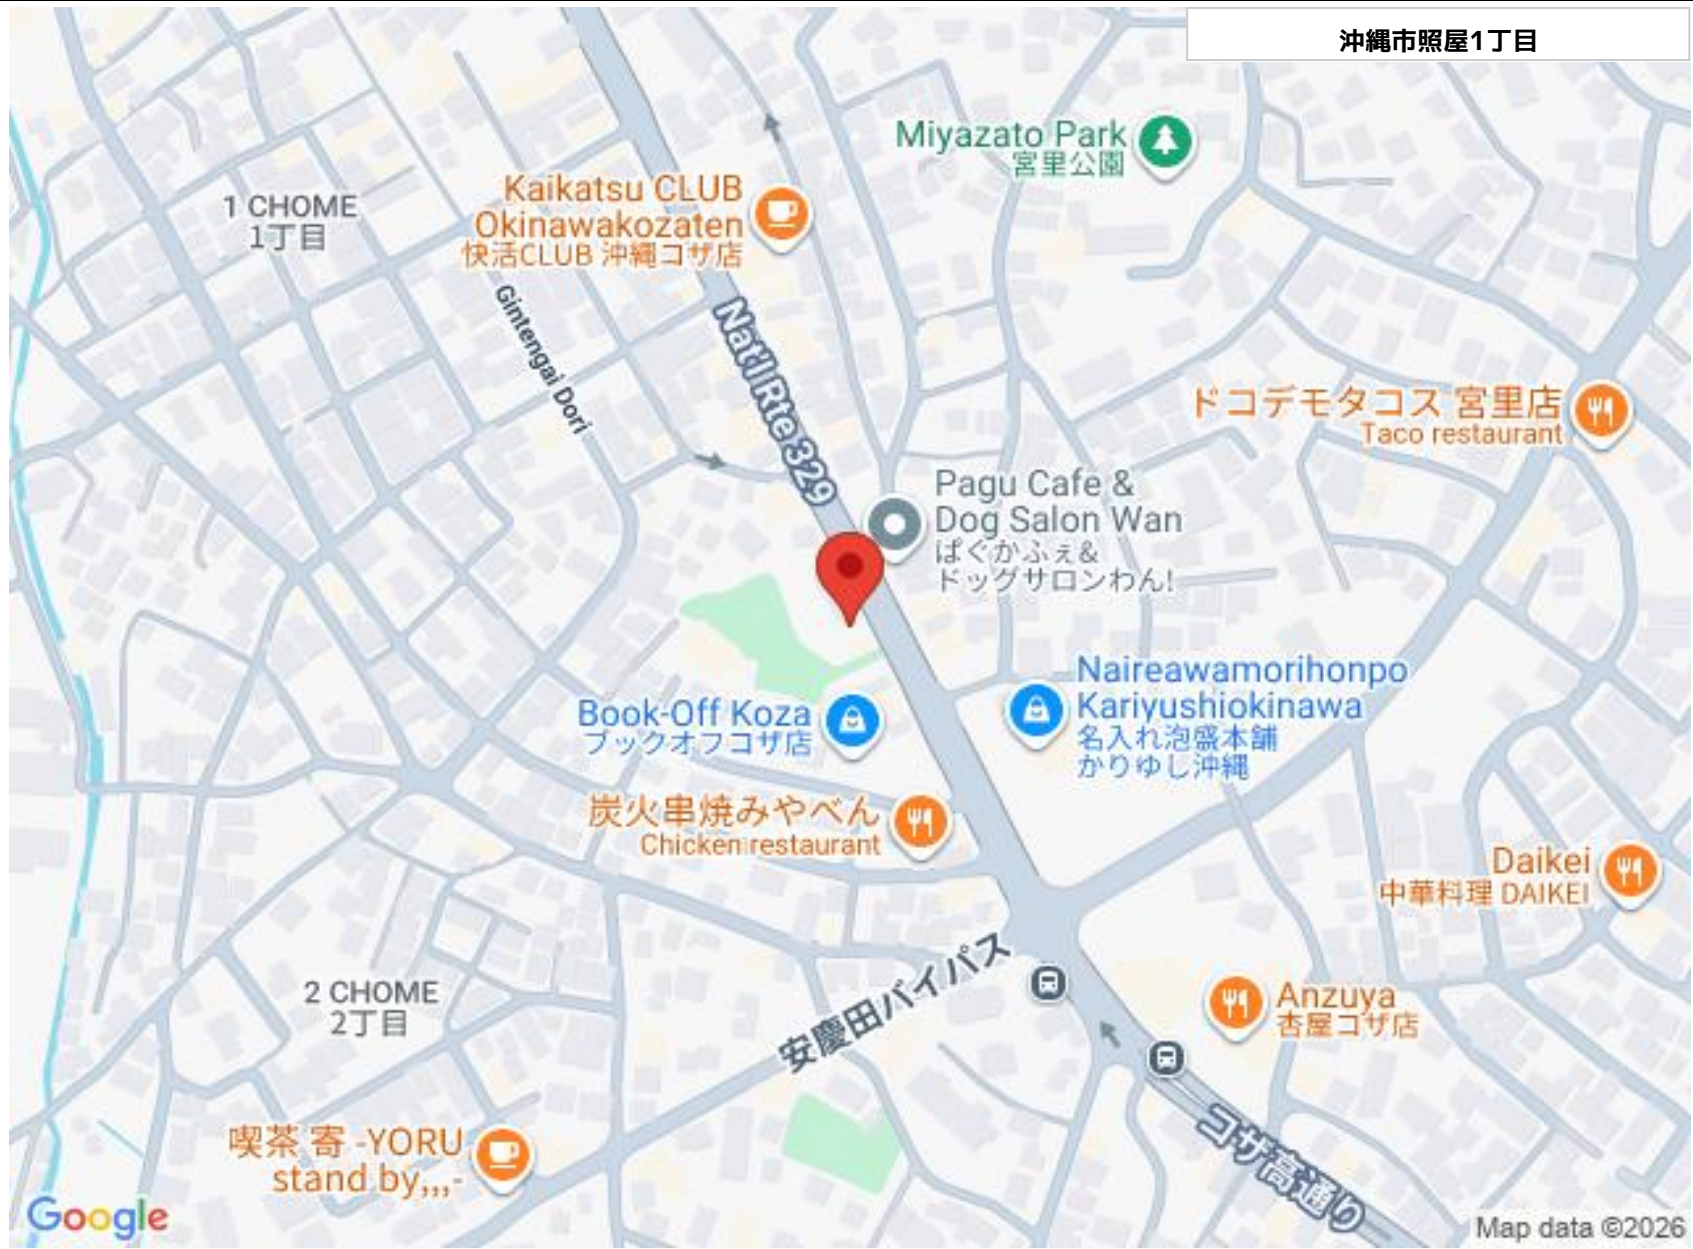 沖縄市照屋1丁目
Miyazato Park
宮里公園
Kaikatsu CLUB
Okinawakozaten
快活CLUB 沖縄コザ店
1 CHOME
1丁目
Gintengai Dori
Nat'l Rte 329
ドコデモタコス 宮里店
Taco restaurant
Pagu Cafe &
Dog Salon Wan
ぱぐかふぇ&
ドッグサロンわん!
Naireawamorihonpo
Kariyushiokinawa
名入れ泡盛本舗
かりゆし沖縄
Book-Off Koza
ブックオフコザ店
炭火串焼みやべん
Chicken restaurant
Daikei
中華料理 DAIKEI
安慶田バイパス
2 CHOME
2丁目
Anzuya
杏屋コザ店
コザ高通り
喫茶 寄 -YORU
stand by,,,-
Google
Map data ©2026